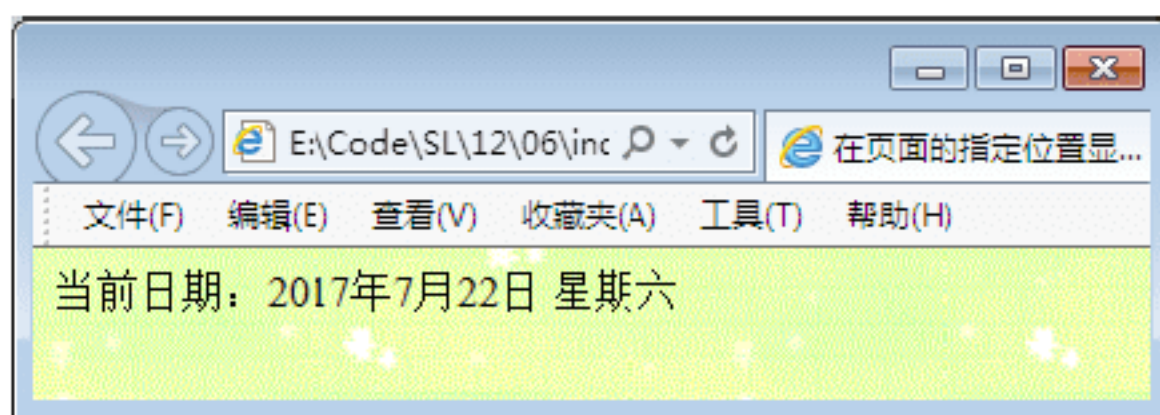 E:\Code\SL\12\06\inc
在页面的指定位置显...
文件(F) 编辑(E) 查看(V) 收藏夹(A) 工具(T) 帮助(H)
当前日期：2017年7月22日 星期六